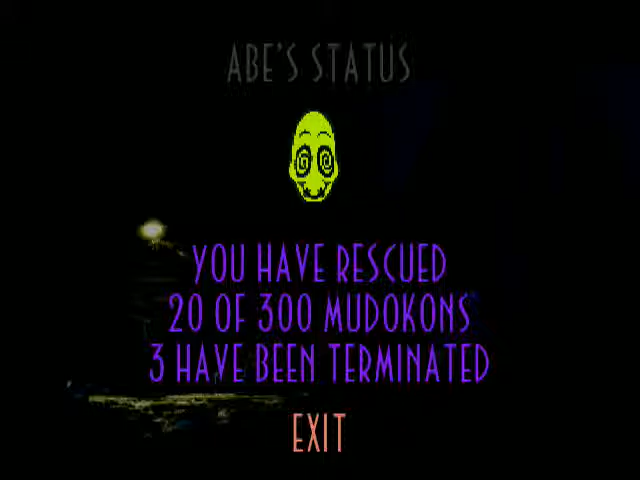 ABE'S STATUS
YOU HAVE RESCUED
20 OF 300 MUDOKONS
3 HAVE BEEN TERMINATED
EXIT